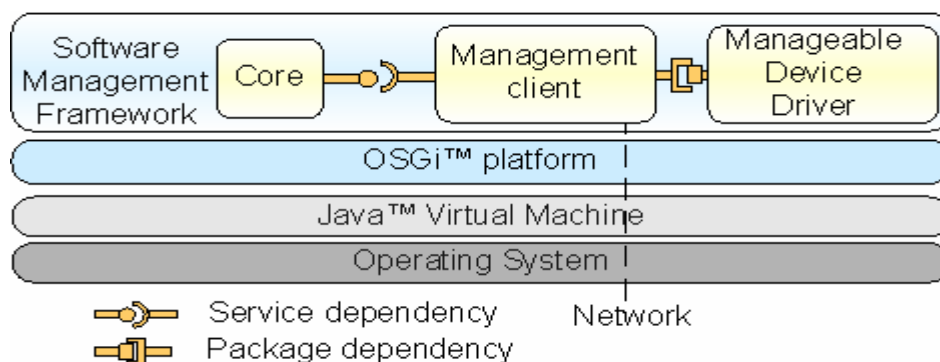 Software
Management
Framework
Core
Management
client
Manageable
Device
Driver
OSGi™ platform
Java™ Virtual Machine
Operating System
Service dependency
Network
Package dependency